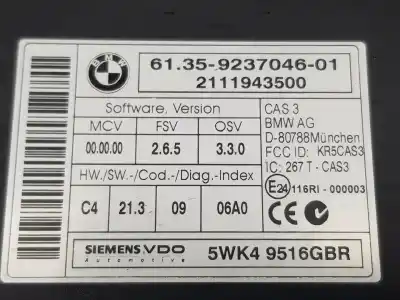 BMW
61.35-9237046-01
2111943500
Software, Version
MCV FSV OSV
00.00.00 2.6.5 3.3.0
HW./SW.-/Cod.-/Diag.-Index
C4 21.3 09 06A0
CAS 3
BMW AG
D-80788München
FCC ID: KR5CAS3
IC: 267 T - CAS3
E24 116RI - 000003
CE
SIEMENS VDO
Automotive
5WK4 9516GBR